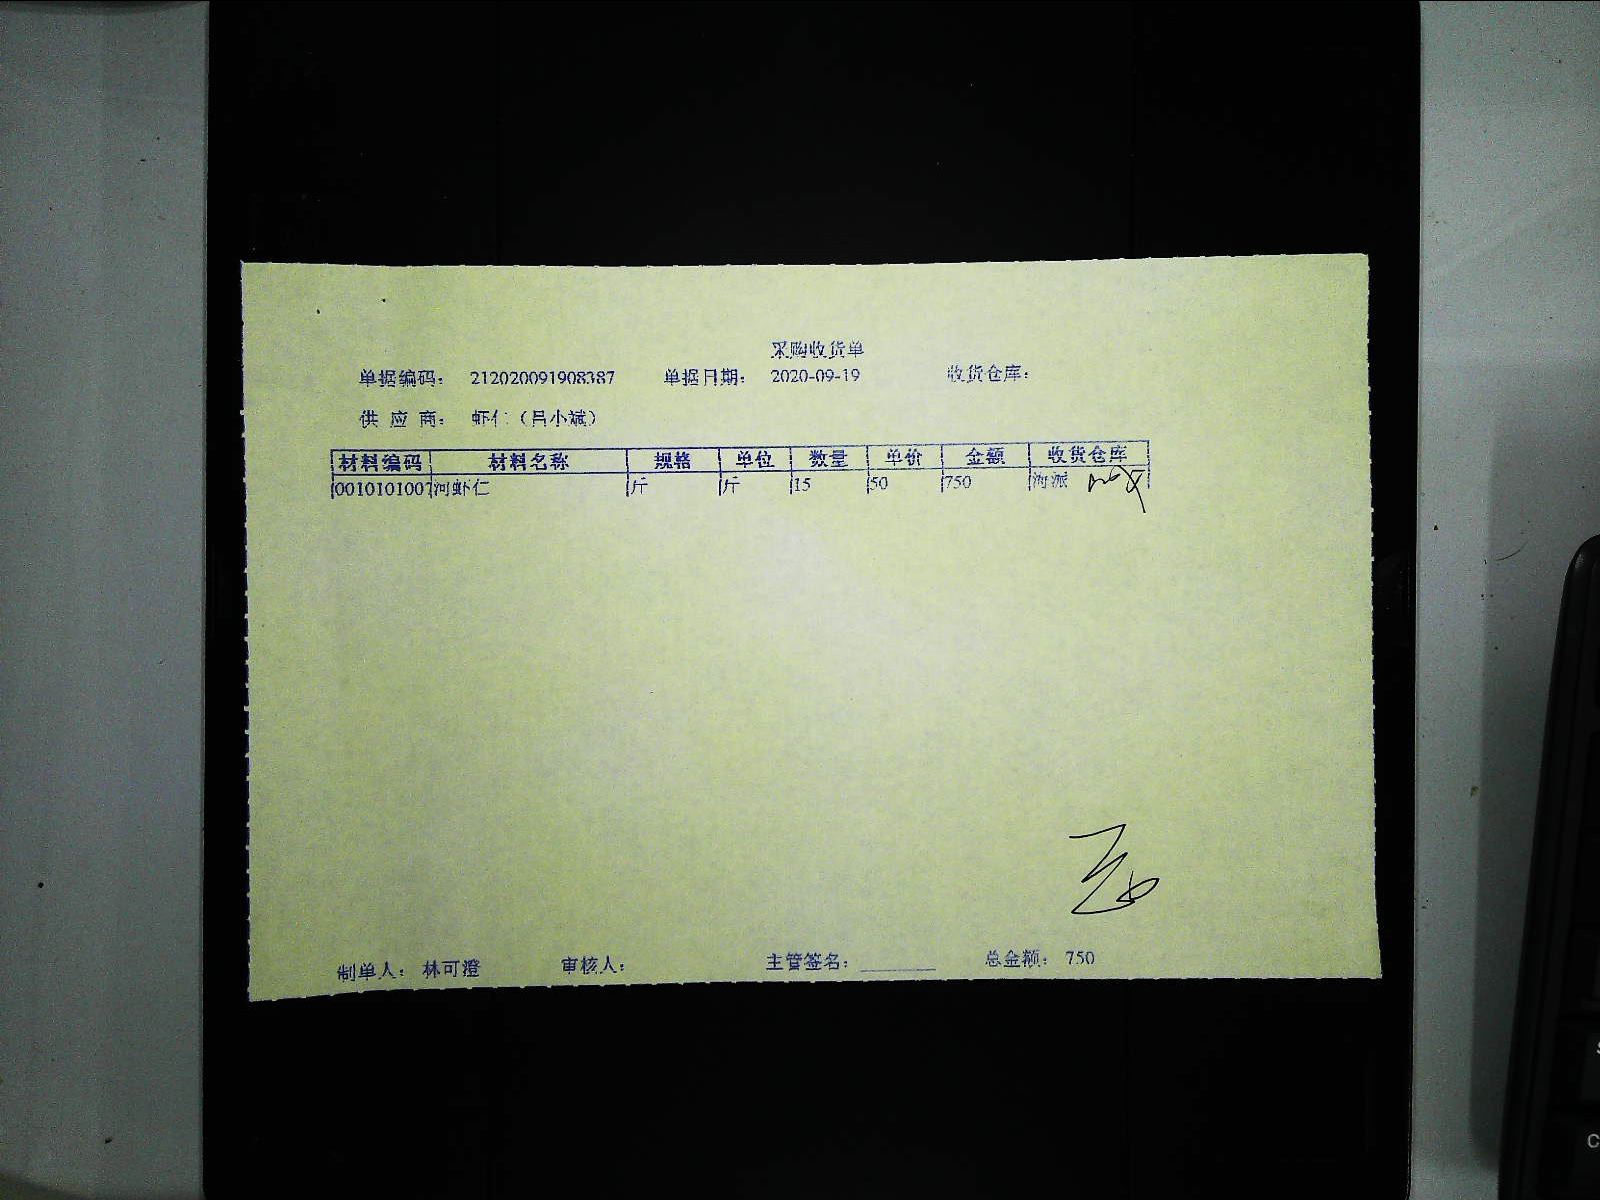 采购收货单
单据编码： 212020091908387 单据日期： 2020-09-19 收货仓库：
供 应 商： 虾仁（吕小斌）
材料编码 材料名称 规格 单位 数量 单价 金额 收货仓库
0010101007 河虾仁 斤 斤 15 50 750 海派
制单人： 林可澄 审核人： 主管签名： 总金额： 750